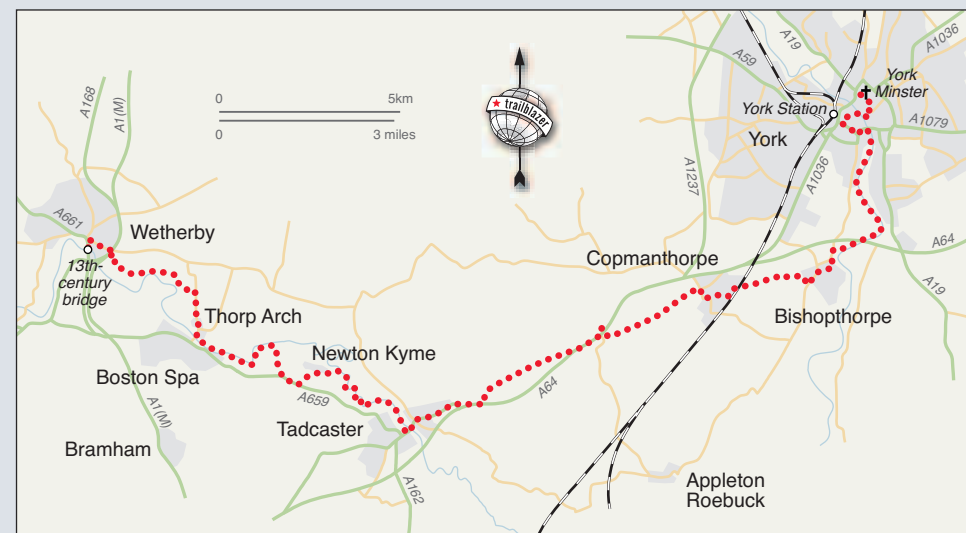 A19
A1036
A59
York
Minster
A168
A1(M)
0
5km
0
3 miles
trailblazer
York Station
York
A1079
A1237
A1036
A661
Wetherby
13th-
century
bridge
Copmanthorpe
A64
A19
Thorp Arch
Bishopthorpe
Newton Kyme
Boston Spa
A659
A64
A1(M)
Tadcaster
Bramham
A162
Appleton
Roebuck